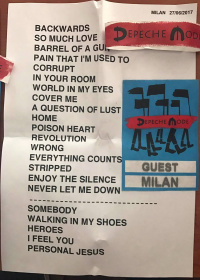 MILAN 27/06/2017
BACKWARDS
SO MUCH LOVE
BARREL OF A GUN
PAIN THAT I'M USED TO
CORRUPT
IN YOUR ROOM
WORLD IN MY EYES
COVER ME
A QUESTION OF LUST
HOME
POISON HEART
REVOLUTION
WRONG
EVERYTHING COUNTS
STRIPPED
ENJOY THE SILENCE
NEVER LET ME DOWN
SOMEBODY
WALKING IN MY SHOES
HEROES
I FEEL YOU
PERSONAL JESUS
DEPECHE MODE
DEPECHE MODE
GUEST
MILAN